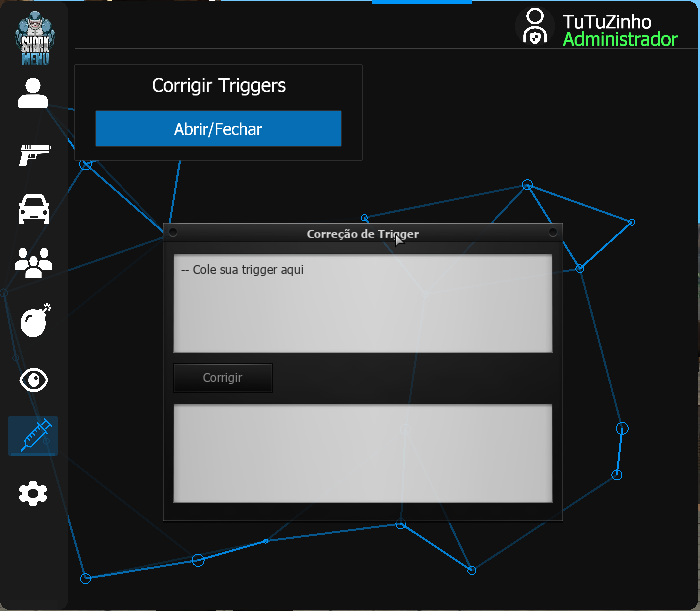 SHARK
MENU
TuTuZinho
Administrador
Corrigir Triggers
Abrir/Fechar
Correção de Trigger
-- Cole sua trigger aqui
Corrigir